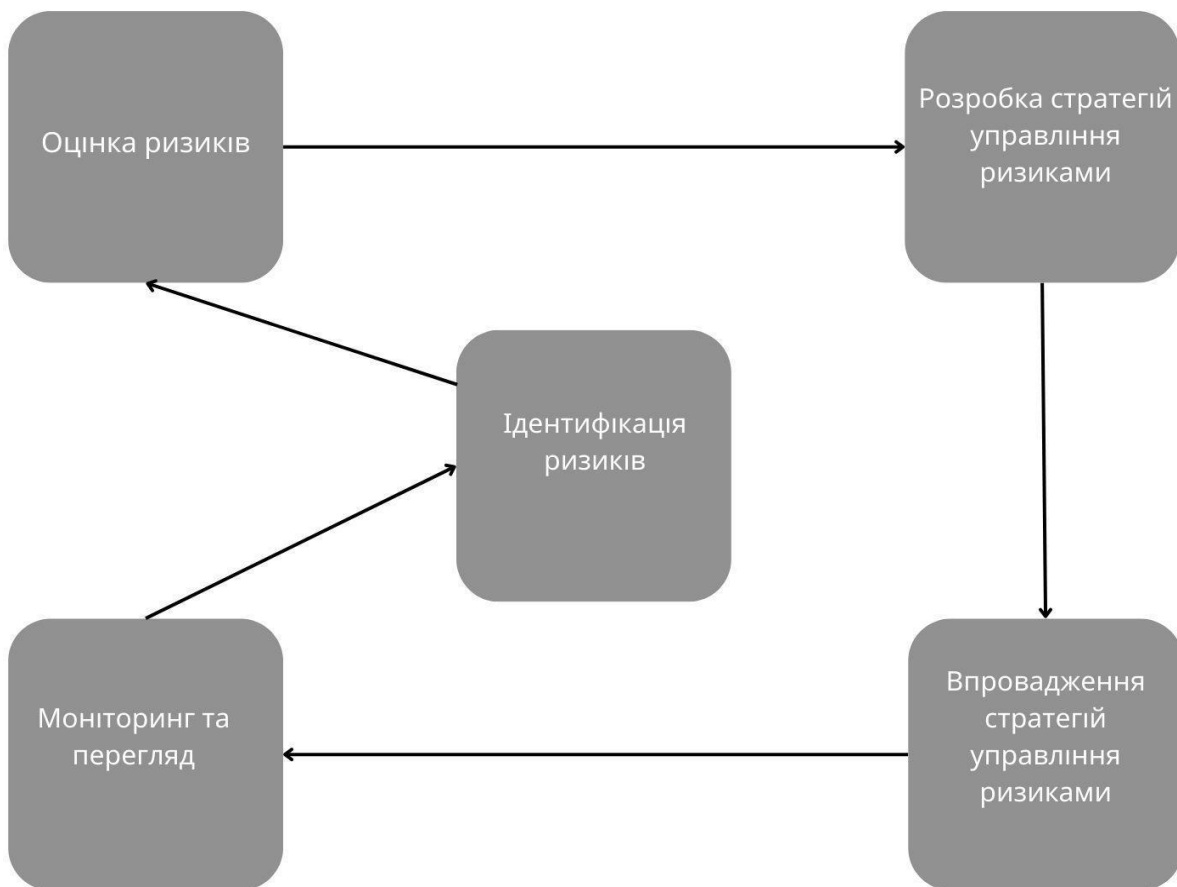 Оцінка ризиків
Розробка стратегій
управління
ризиками
Ідентифікація
ризиків
Моніторинг та
перегляд
Впровадження
стратегій
управління
ризиками